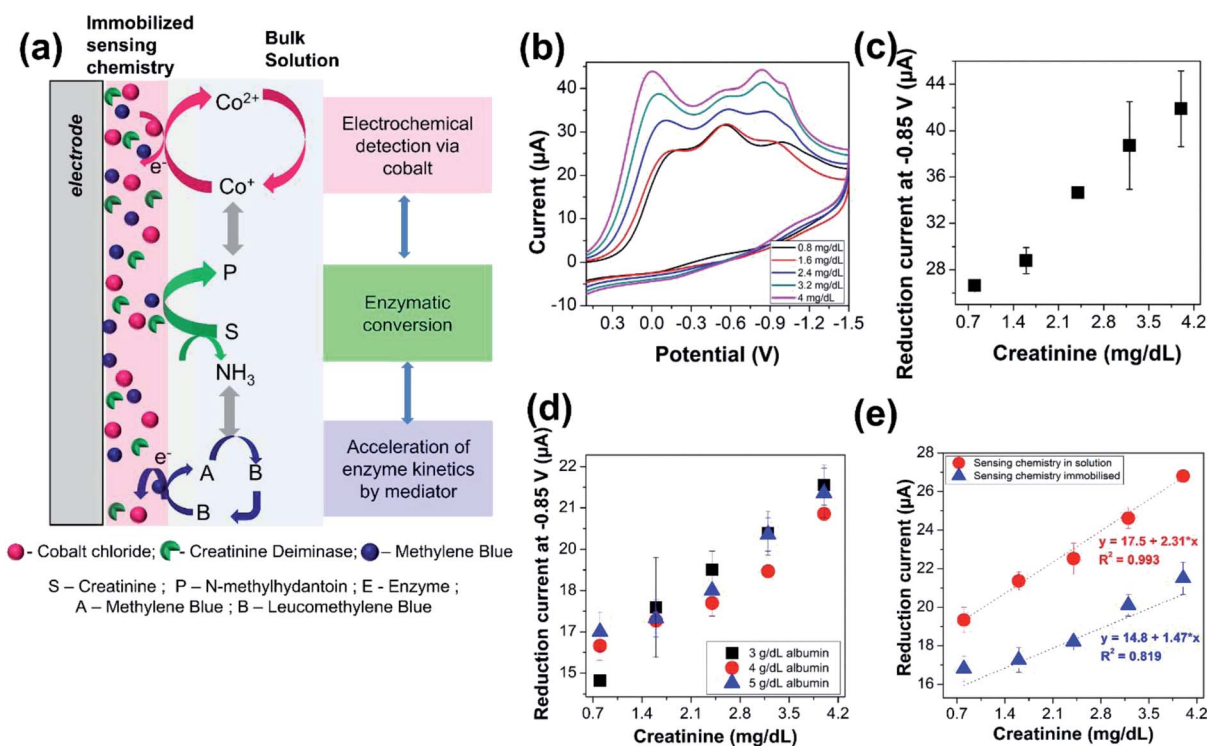 (a)
Immobilized
sensing
chemistry
Bulk
Solution
electrode
Co2+
e-
Co+
P
S
NH3
e-
A
B
B
Electrochemical
detection via
cobalt
Enzymatic
conversion
Acceleration of
enzyme kinetics
by mediator
- Cobalt chloride; - Creatinine Deiminase; – Methylene Blue
S – Creatinine ; P – N-methylhydantoin ; E - Enzyme ;
A – Methylene Blue ; B – Leucomethylene Blue
(b)
Current (µA)
50
40
30
20
10
0
-10
0.8 mg/dL
1.6 mg/dL
2.4 mg/dL
3.2 mg/dL
4 mg/dL
0.3 0.0 -0.3 -0.6 -0.9 -1.2 -1.5
Potential (V)
(c)
Reduction current at -0.85 V (µA)
44
40
36
32
28
0.7 1.4 2.1 2.8 3.5 4.2
Creatinine (mg/dL)
(d)
Reduction current at -0.85 V (µA)
22
21
20
18
17
15
3 g/dL albumin
4 g/dL albumin
5 g/dL albumin
0.7 1.4 2.1 2.8 3.5 4.2
Creatinine (mg/dL)
(e)
Reduction current (µA)
28
26
24
22
20
18
16
Sensing chemistry in solution
Sensing chemistry immobilised
y = 17.5 + 2.31*x
R2 = 0.993
y = 14.8 + 1.47*x
R2 = 0.819
0.7 1.4 2.1 2.8 3.5 4.2
Creatinine (mg/dL)